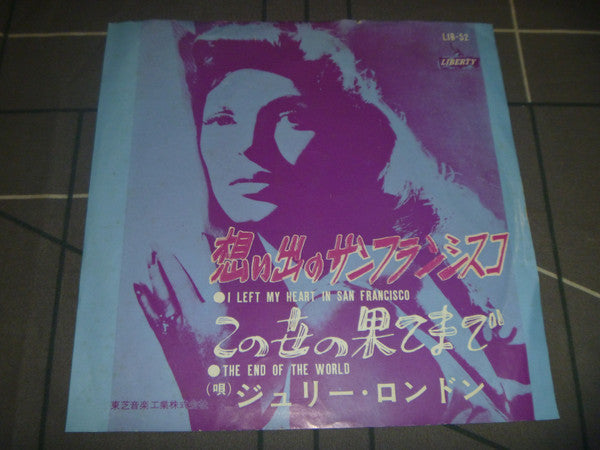 LIB-52
LIBERTY
想い出のサンフランシスコ
●I LEFT MY HEART IN SAN FRANCISCO
この世の果てまで
●THE END OF THE WORLD
(唄)ジュリー・ロンドン
東芝音楽工業株式会社